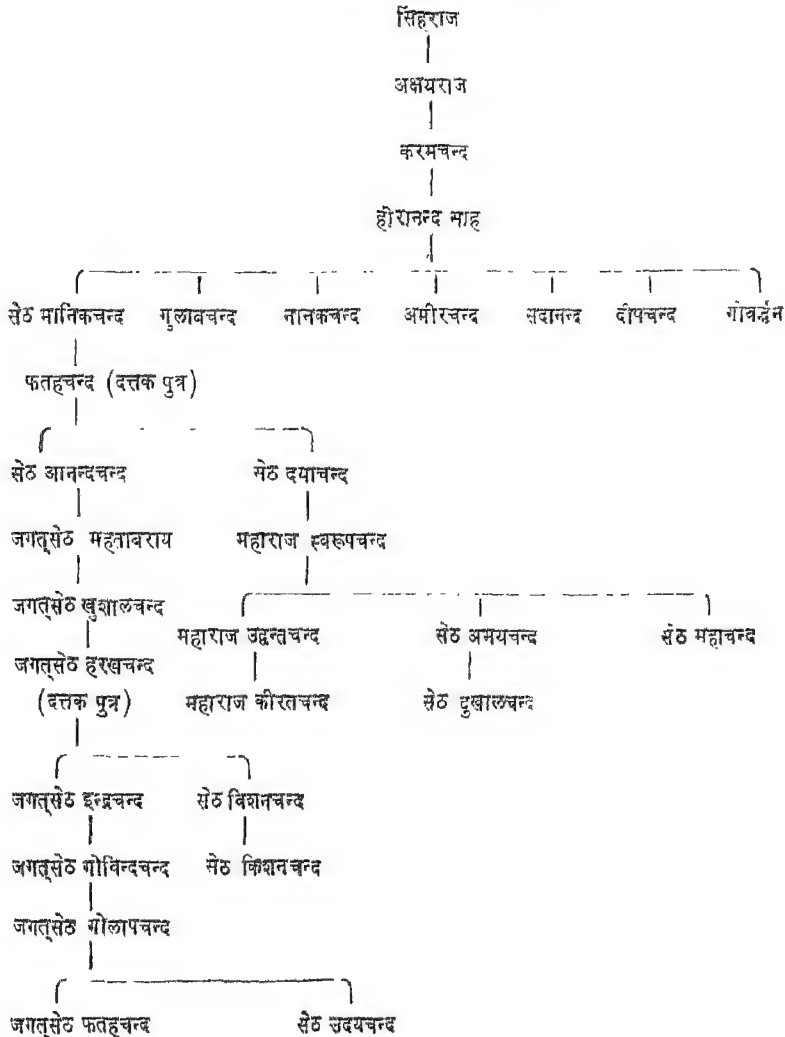 सिंहराज
अक्षयराज
करमचन्द
हीरानन्द साह
सेठ मानिकचन्द गुलाबचन्द नानकचन्द अमीरचन्द सदानन्द दीपचन्द गोवर्द्धन
फतहचन्द (दत्तक पुत्र)
सेठ आनन्दचन्द सेठ दयाचन्द
जगत्‌सेठ महताबराय महाराज स्वरूपचन्द
जगत्‌सेठ खुशालचन्द
महाराज उद्वन्तचन्द सेठ अभयचन्द सेठ महाचन्द
जगत्‌सेठ हरखचन्द
(दत्तक पुत्र) महाराज कीरतचन्द सेठ दुखालचन्द
जगत्‌सेठ इन्द्रचन्द सेठ विशनचन्द
जगत्‌सेठ गोविन्दचन्द सेठ किशनचन्द
जगत्‌सेठ गोलापचन्द
जगत्‌सेठ फतहचन्द सेठ उदयचन्द